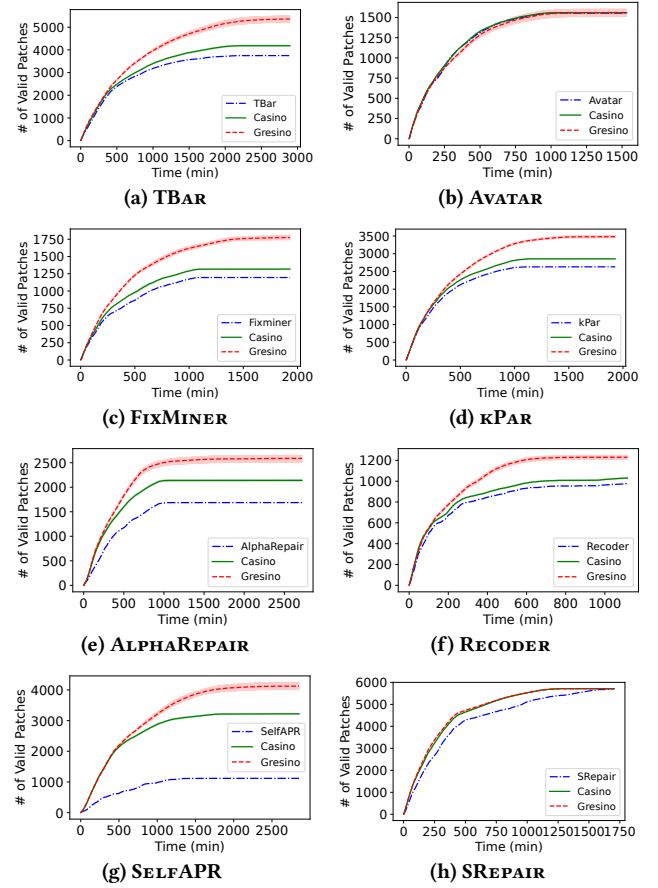 # of Valid Patches
5000
4000
3000
2000
1000
0
TBar
Casino
Gresino
0 500 1000 1500 2000 2500 3000
Time (min)
(a) TBAR
# of Valid Patches
1500
1250
1000
750
500
250
0
Avatar
Casino
Gresino
0 250 500 750 1000 1250 1500
Time (min)
(b) AVATAR
# of Valid Patches
1750
1500
1250
1000
750
500
250
0
Fixminer
Casino
Gresino
0 500 1000 1500 2000
Time (min)
(c) FIXMINER
# of Valid Patches
3500
3000
2500
2000
1500
1000
500
0
kPar
Casino
Gresino
0 500 1000 1500 2000
Time (min)
(d) KPAR
# of Valid Patches
2500
2000
1500
1000
500
0
AlphaRepair
Casino
Gresino
0 500 1000 1500 2000 2500
Time (min)
(e) ALPHAREPAIR
# of Valid Patches
1200
1000
800
600
400
200
0
Recoder
Casino
Gresino
0 200 400 600 800 1000
Time (min)
(f) RECODER
# of Valid Patches
4000
3000
2000
1000
0
SelfAPR
Casino
Gresino
0 500 1000 1500 2000 2500
Time (min)
(g) SELFAPR
# of Valid Patches
6000
5000
4000
3000
2000
1000
0
SRepair
Casino
Gresino
0 250 500 750 1000 1250 1500 1750
Time (min)
(h) SREPAIR